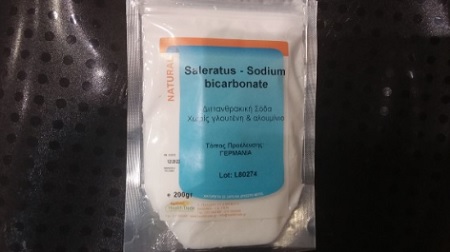 NATURAL
Saleratus - Sodium
bicarbonate
Διττανθρακική Σόδα
Χωρίς γλουτένη & αλουμίνιο
Τόπος Προέλευσης:
ΓΕΡΜΑΝΙΑ
Lot: L80274
200gr